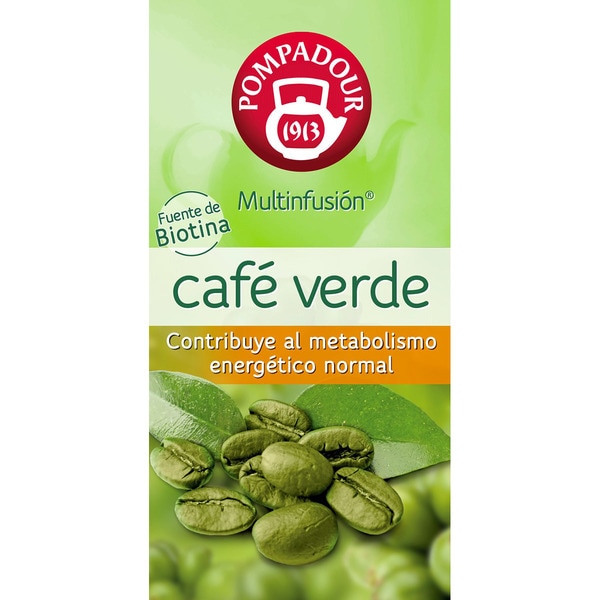 POMPADOUR
1913
Multinfusión®
Fuente de
Biotina
café verde
Contribuye al metabolismo
energético normal